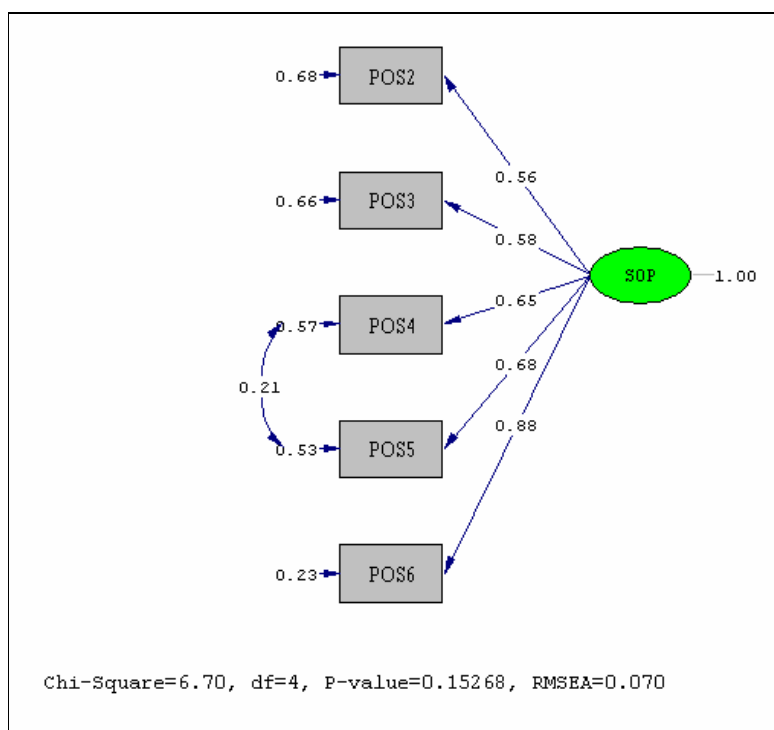 0.68 POS2
0.56
0.66 POS3
0.58
SOP 1.00
0.65
0.57 POS4
0.68
0.21
0.88
0.53 POS5
0.23 POS6
Chi-Square=6.70, df=4, P-value=0.15268, RMSEA=0.070